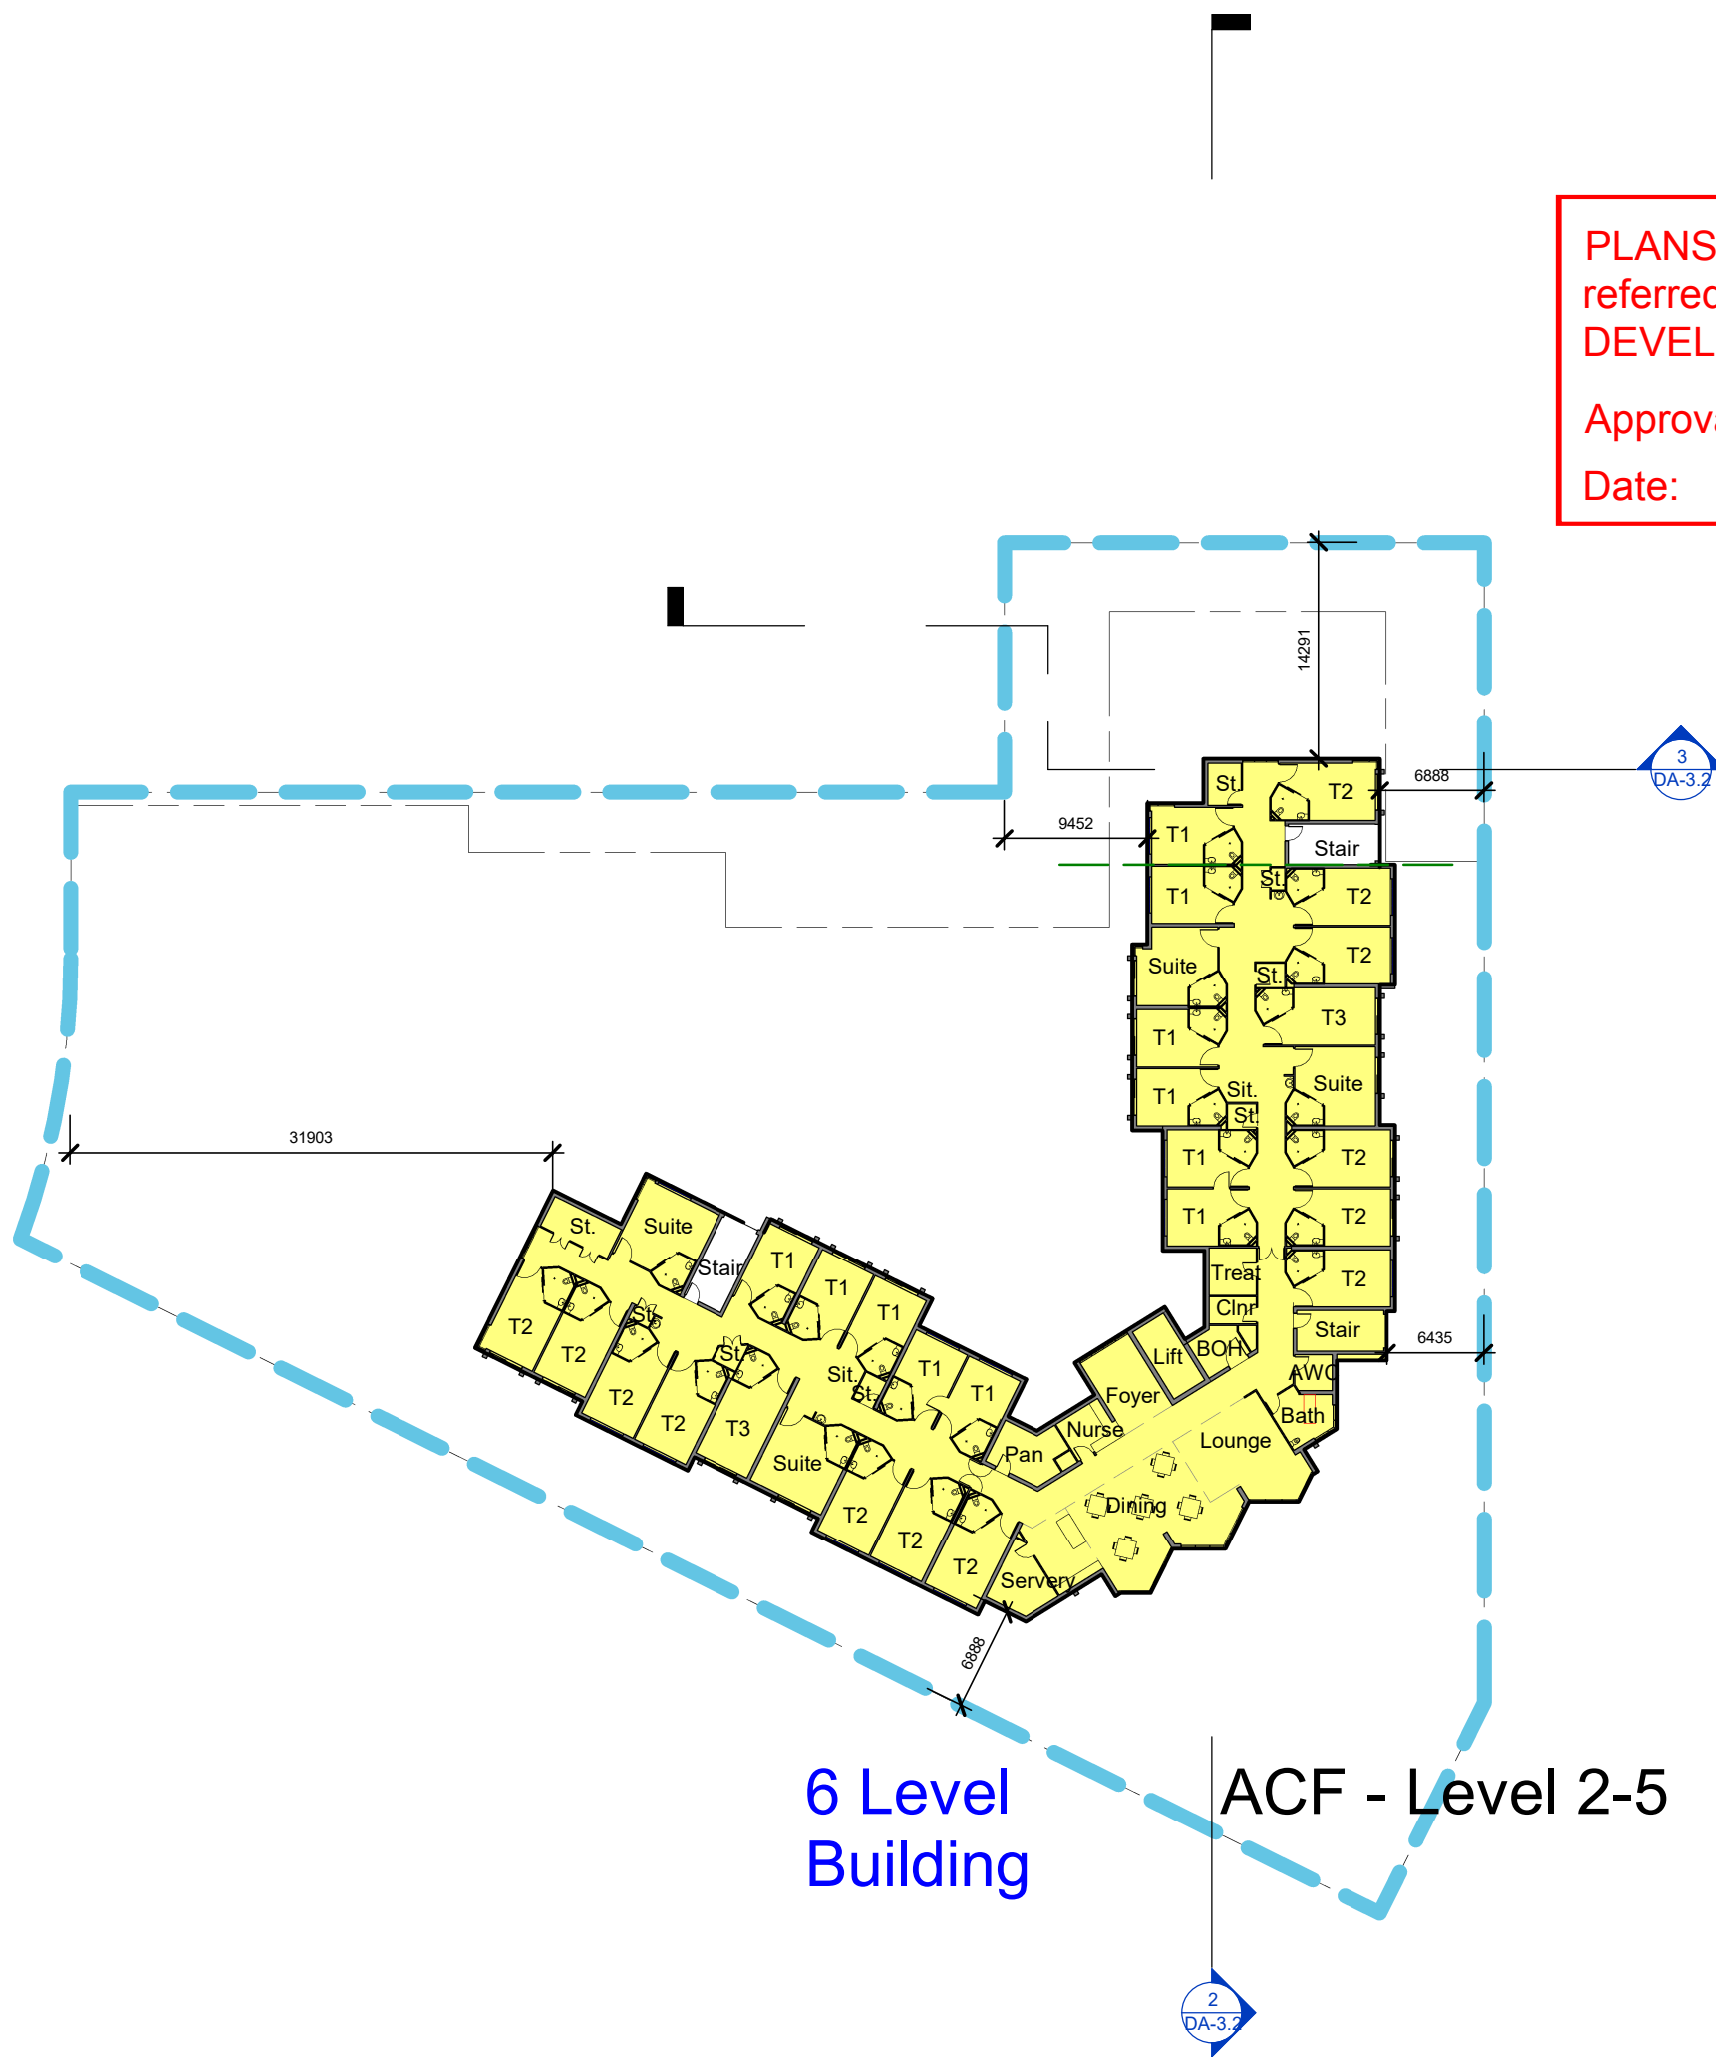 PLANS
referred
DEVEL
Approva
Date:
14291
3
DA-3.2
6888
9452
St.
T2
T1
Stair
T1
St.
T2
T2
Suite
St.
T3
T1
Sit.
Suite
T1
St.
T1
T2
T1
T2
Treat
T2
Clnr
Stair
BOH
6435
Lift
AWC
Foyer
Bath
Nurse
Lounge
Pan
Dining
Servery
31903
St.
Suite
Stair
T1
T1
T1
St.
T2
T2
St.
Sit.
St.
T1
T1
T2
T2
T3
Suite
T2
T2
T2
6888
6 Level
Building
ACF - Level 2-5
2
DA-3.2